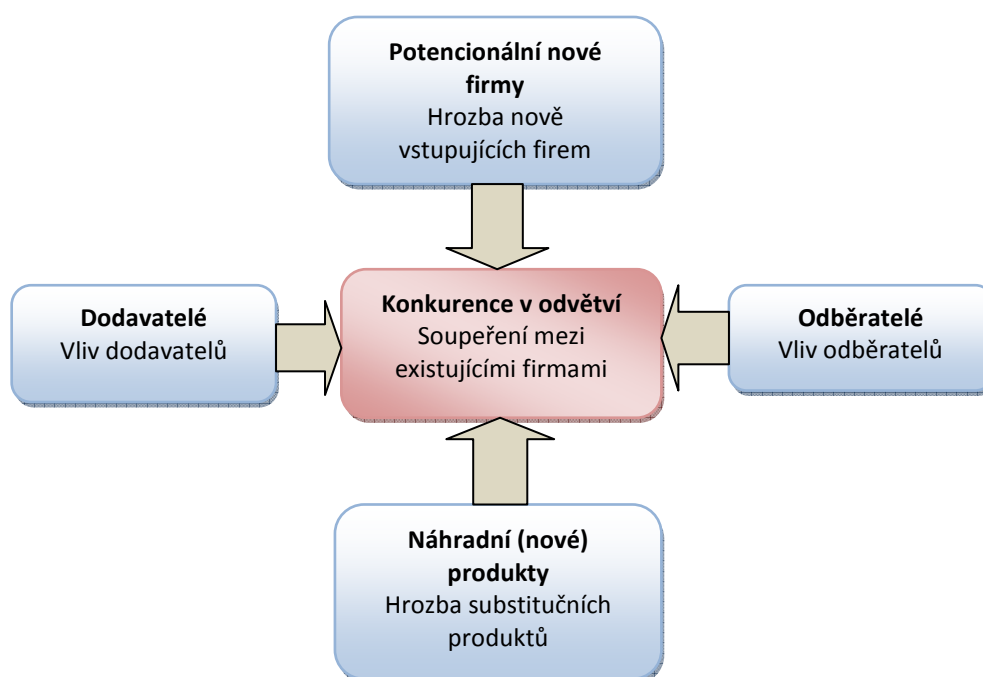 Potencionální nové
firmy
Hrozba nově
vstupujících firem
Dodavatelé
Vliv dodavatelů
Konkurence v odvětví
Soupeření mezi
existujícími firmami
Odběratelé
Vliv odběratelů
Náhradní (nové)
produkty
Hrozba substitučních
produktů